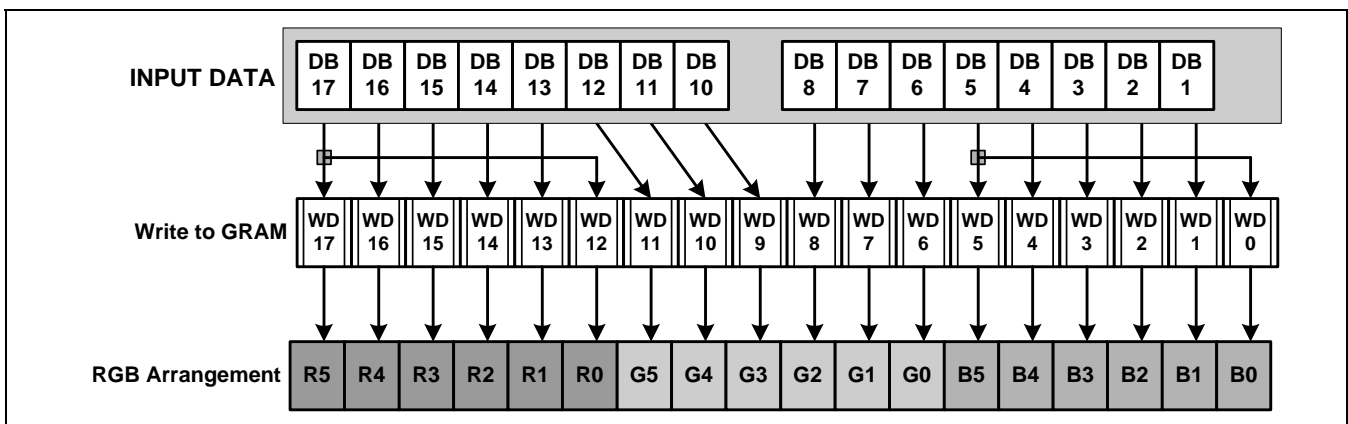 DB DB DB DB DB DB DB DB DB DB DB DB DB DB DB DB
INPUT DATA 17 16 15 14 13 12 11 10 8 7 6 5 4 3 2 1
WD WD WD WD WD WD WD WD WD WD WD WD WD WD WD WD WD WD
Write to GRAM 17 16 15 14 13 12 11 10 9 8 7 6 5 4 3 2 1 0
RGB Arrangement R5 R4 R3 R2 R1 R0 G5 G4 G3 G2 G1 G0 B5 B4 B3 B2 B1 B0